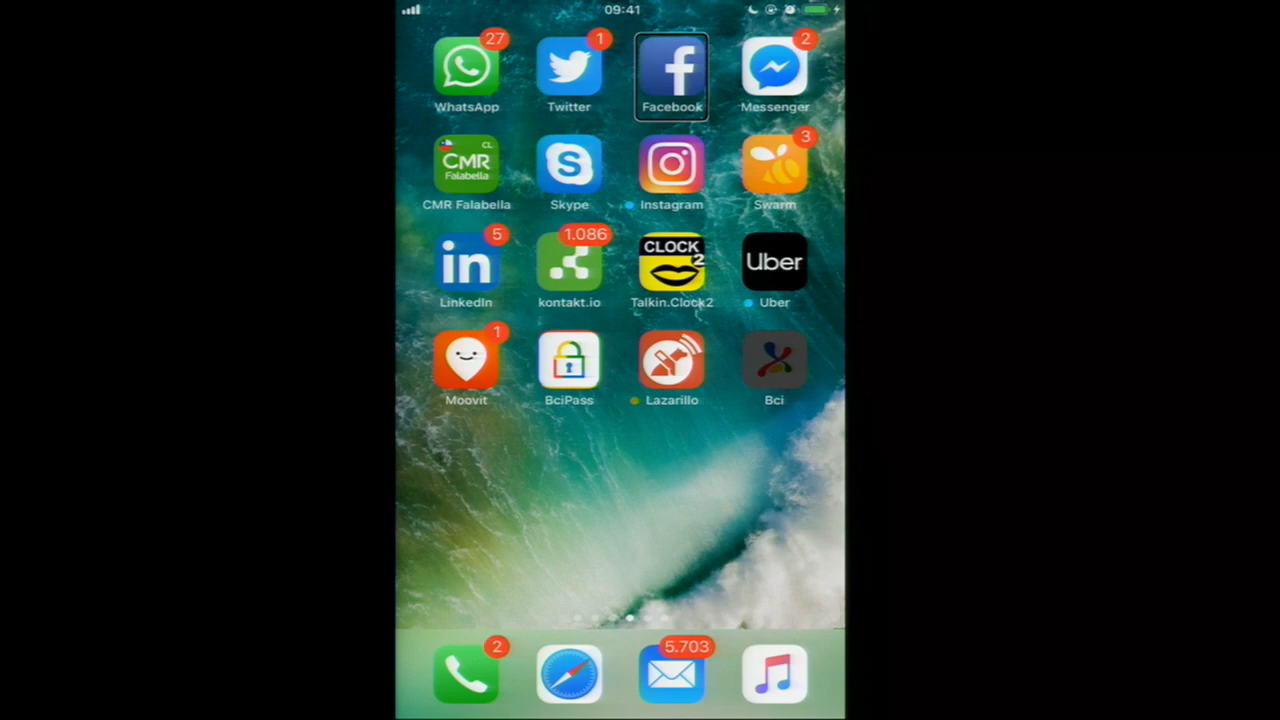 09:41
27
1
2
WhatsApp
Twitter
Facebook
Messenger
CL
CMR
Falabella
3
CMR Falabella
Skype
Instagram
Swarm
5
in
1.086
CLOCK
2
Uber
LinkedIn
kontakt.io
Talkin.Clock2
Uber
1
Moovit
BciPass
Lazarillo
Bci
2
5.703